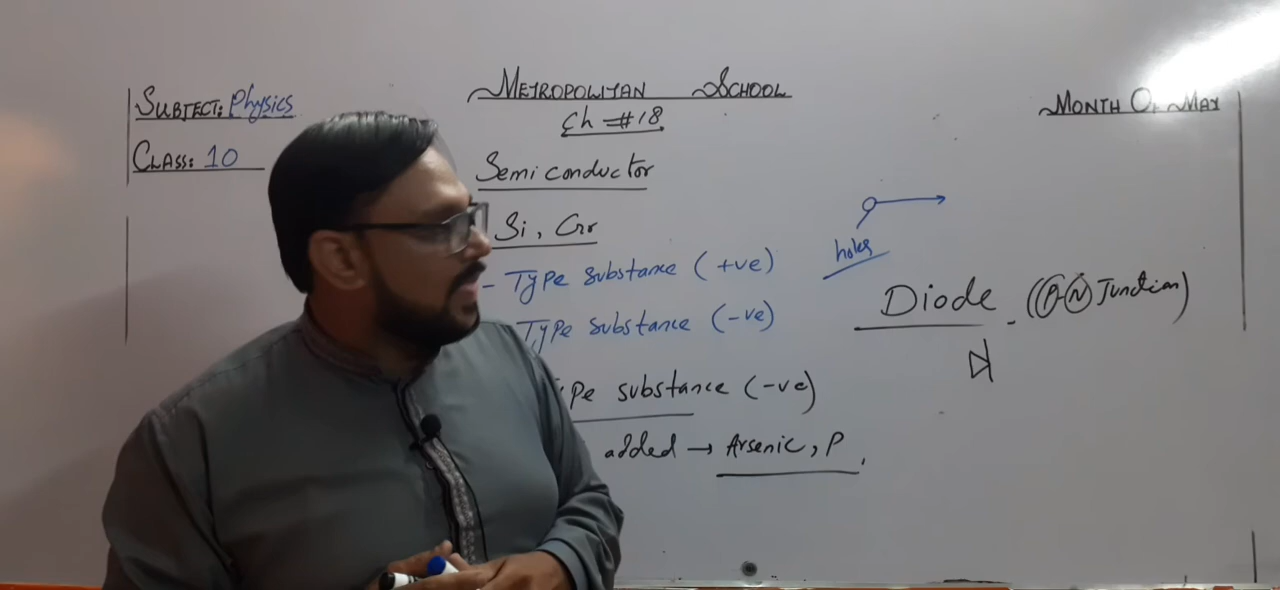 METROPOLITAN SCHOOL
SUBJECT: Physics
MONTH OF MAY
Ch #18
CLASS: 10
Semiconductor
Si, Ge
- Type substance (+ve)
Type substance (-ve)
ype substance (-ve)
added → Arsenic, P.
holes
Diode (P-N Junction)